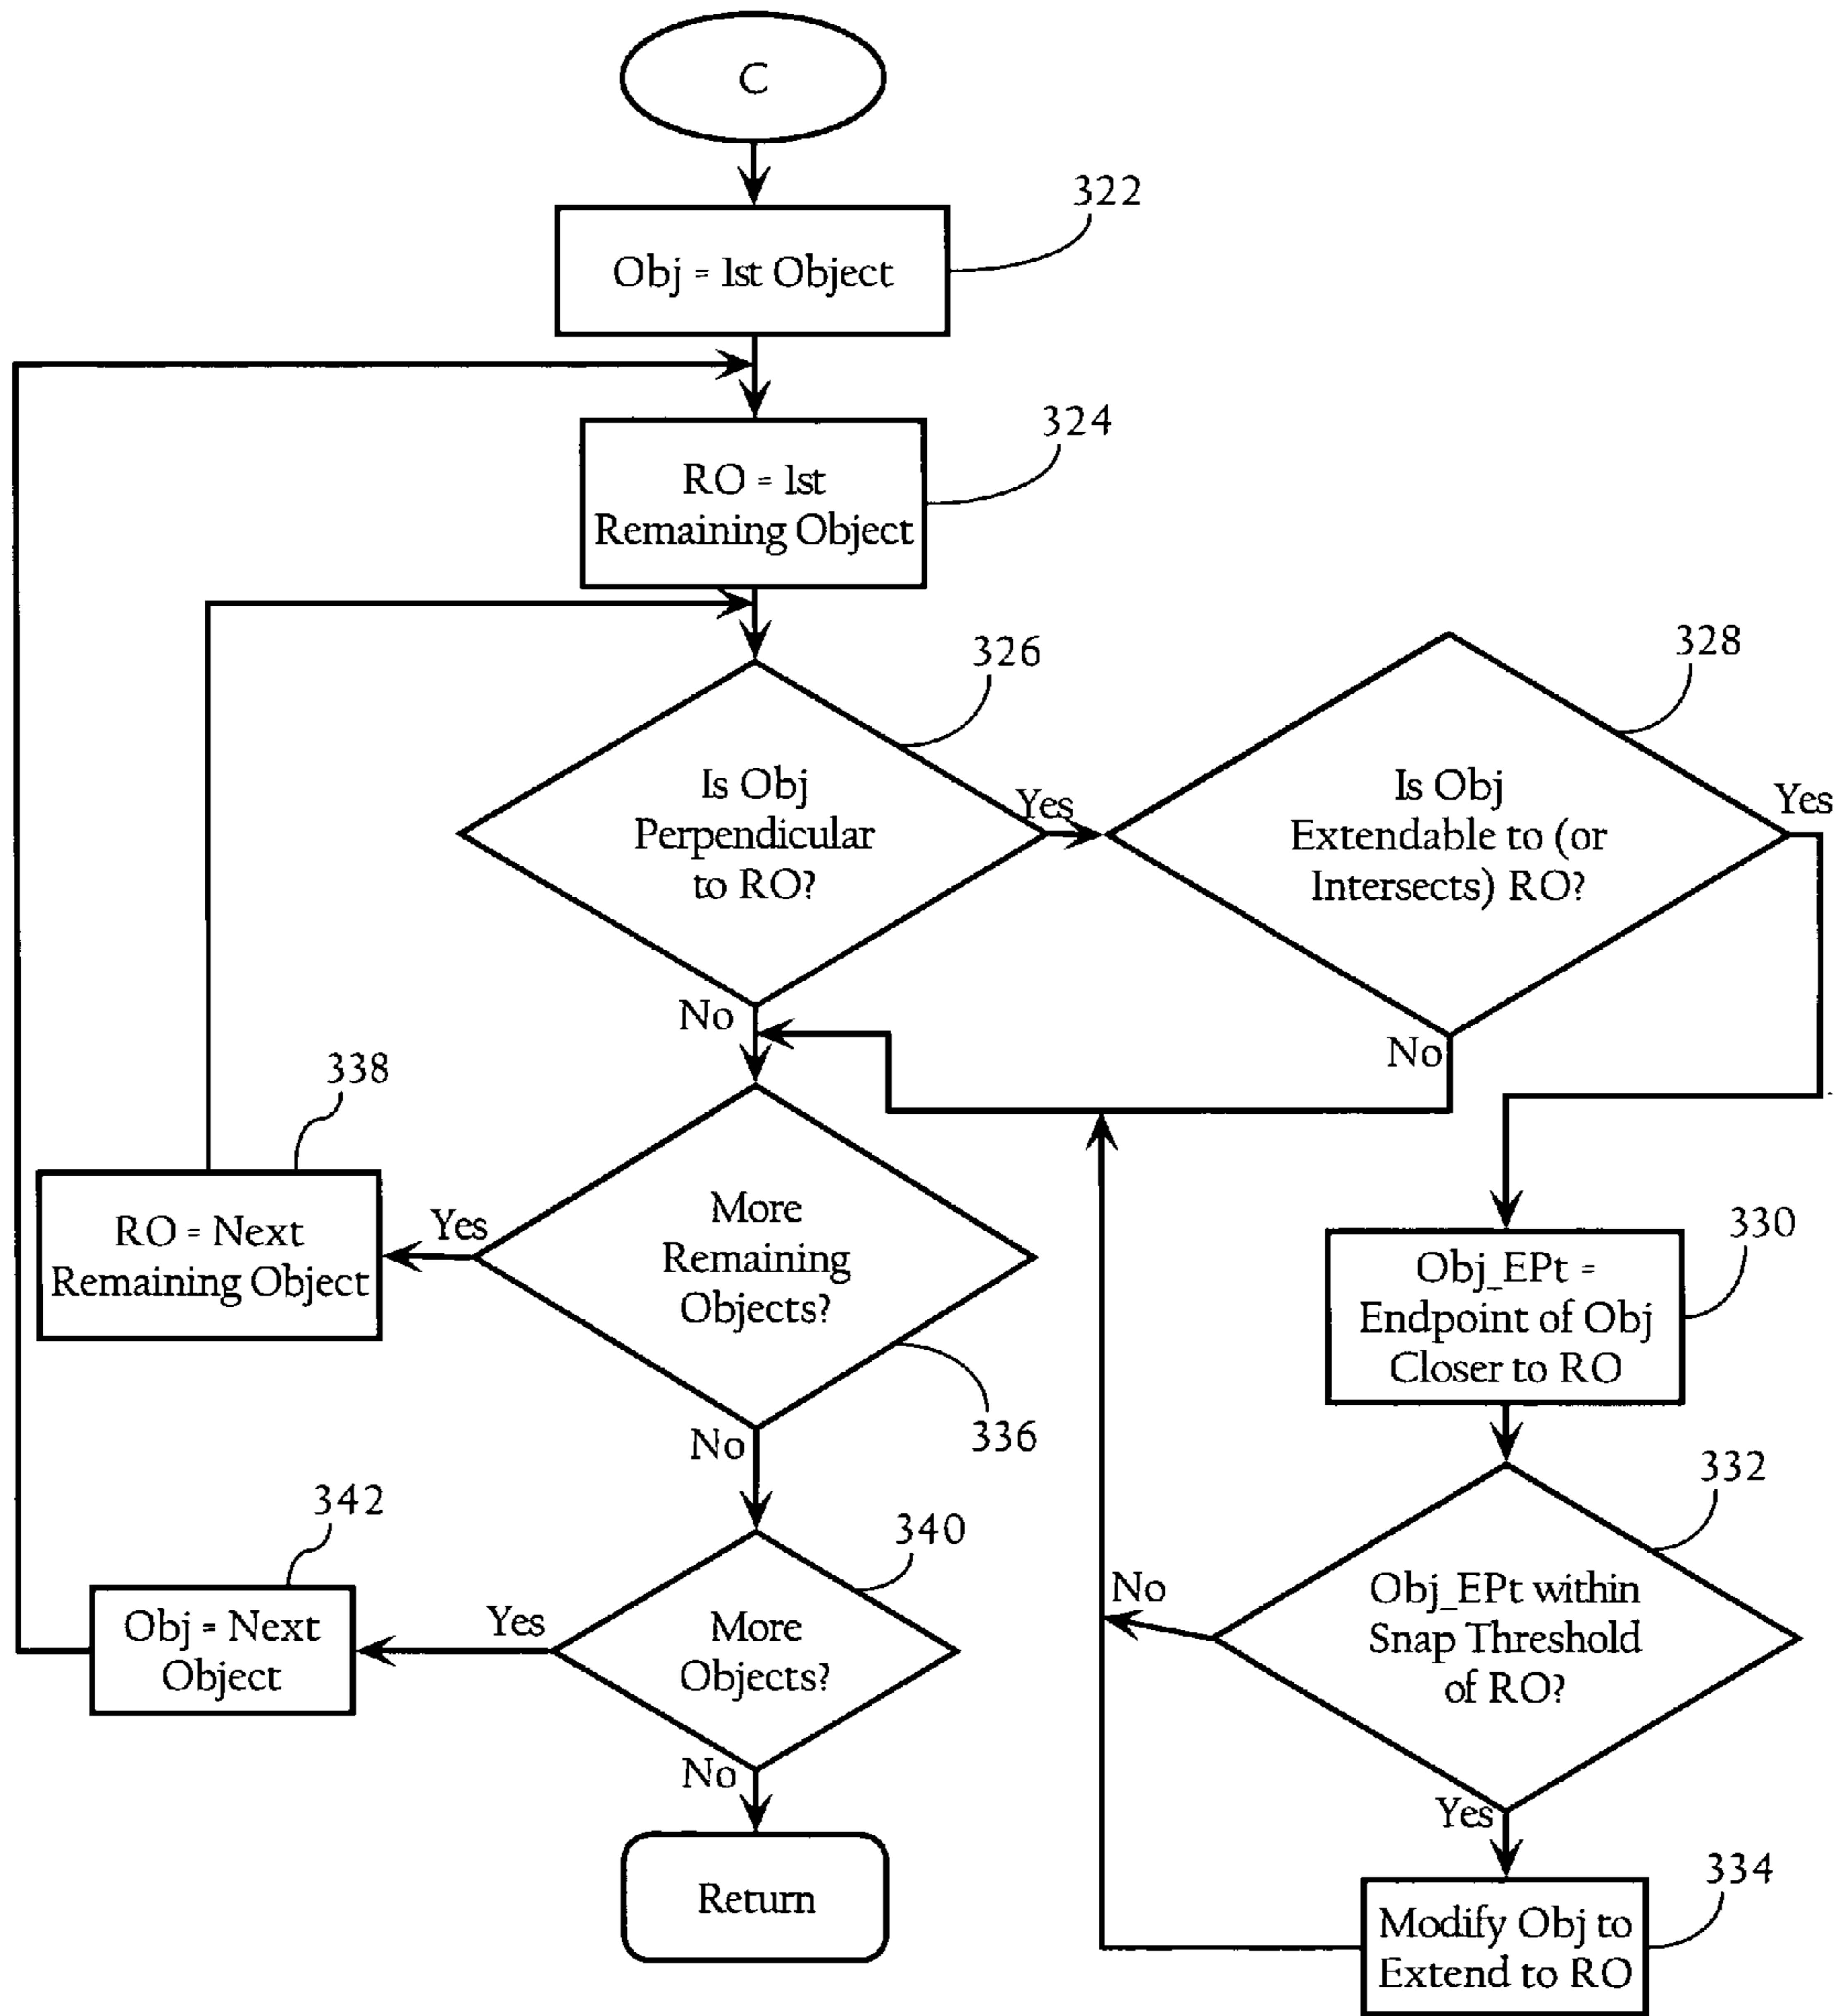 C
322
Obj = 1st Object
324
RO = 1st
Remaining Object
326
328
Is Obj
Perpendicular
to RO?
Yes
Is Obj
Extendable to (or
Intersects) RO?
Yes
No
No
338
RO = Next
Remaining Object
Yes
More
Remaining
Objects?
336
330
Obj_EPt =
Endpoint of Obj
Closer to RO
No
332
342
340
Obj = Next
Object
Yes
More
Objects?
No
Obj_EPt within
Snap Threshold
of RO?
No
Yes
Return
334
Modify Obj to
Extend to RO